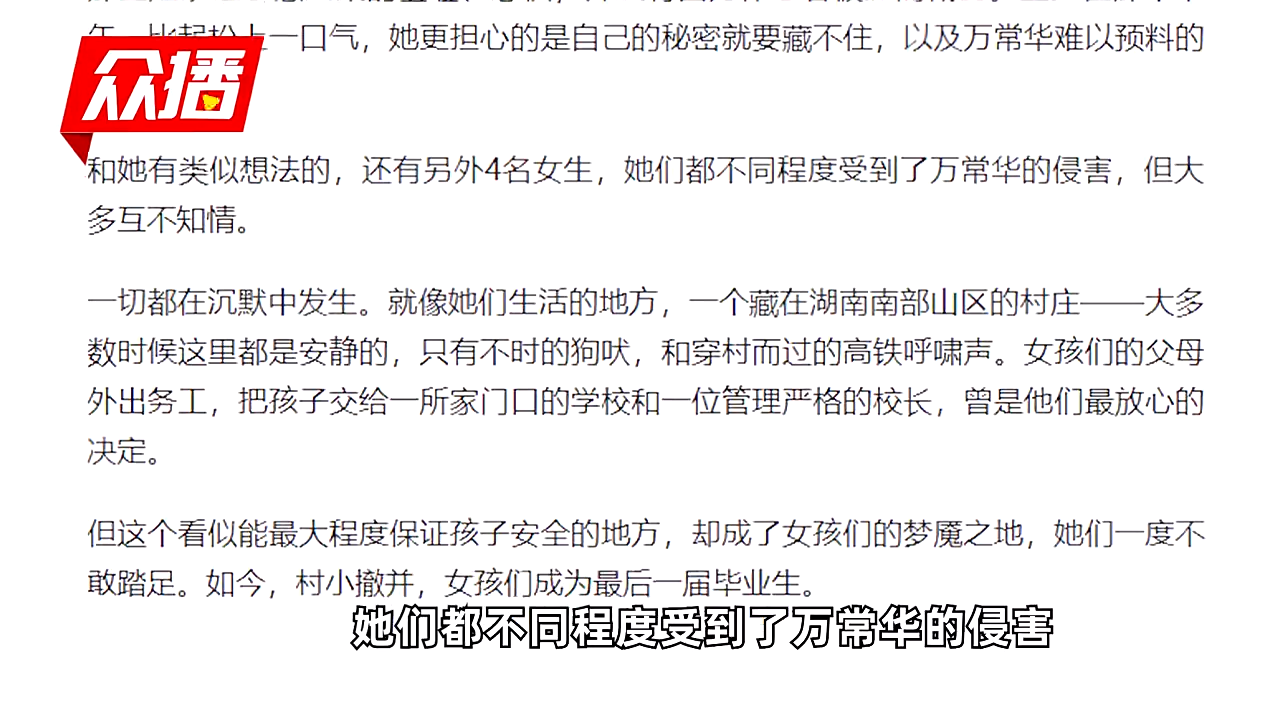 众播
一口气，她更担心的是自己的秘密就要藏不住，以及万常华难以预料的
和她有类似想法的，还有另外4名女生，她们都不同程度受到了万常华的侵害，但大
多互不知情。
一切都在沉默中发生。就像她们生活的地方，一个藏在湖南南部山区的村庄——大多
数时候这里都是安静的，只有不时的狗吠，和穿村而过的高铁呼啸声。女孩们的父母
外出务工，把孩子交给一所家门口的学校和一位管理严格的校长，曾是他们最放心的
决定。
但这个看似能最大程度保证孩子安全的地方，却成了女孩们的梦魇之地，她们一度不
敢踏足。如今，村小撤并，女孩们成为最后一届毕业生。
她们都不同程度受到了万常华的侵害